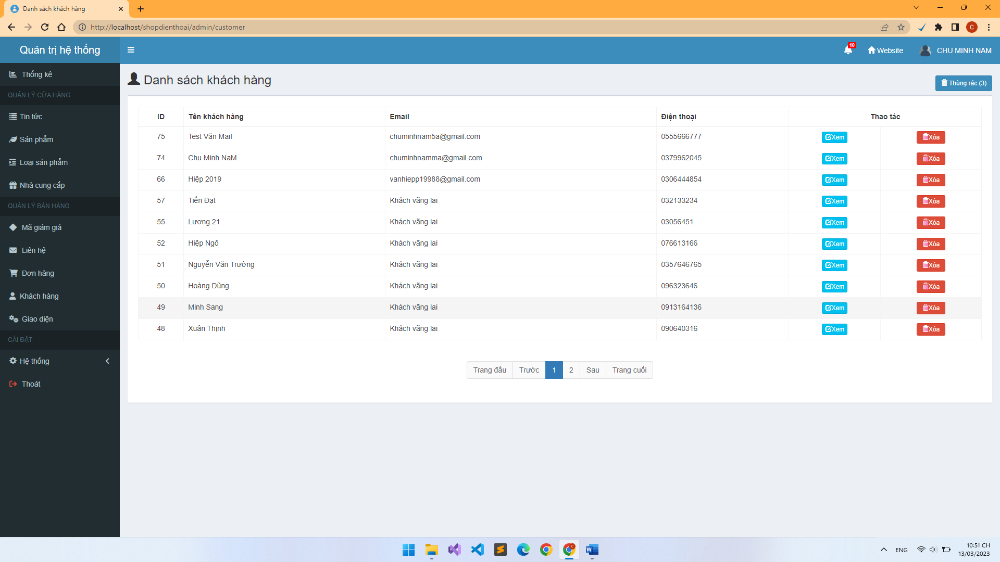 Danh sách khách hàng
http://localhost/shopdienthoai/admin/customer
C
Quản trị hệ thống
10
Website
CHU MINH NAM
Thống kê
QUẢN LÝ CỬA HÀNG
Tin tức
Sản phẩm
Loại sản phẩm
Nhà cung cấp
QUẢN LÝ BÁN HÀNG
Mã giảm giá
Liên hệ
Đơn hàng
Khách hàng
Giao diện
CÀI ĐẶT
Hệ thống
Thoát
Danh sách khách hàng
Thùng rác (3)
ID Tên khách hàng Email Điện thoại Thao tác
75 Test Văn Mail chuminhnam5a@gmail.com 0555666777 Xem Xóa
74 Chu Minh NaM chuminhnamma@gmail.com 0379962045 Xem Xóa
66 Hiệp 2019 vanhiepp19988@gmail.com 0306444854 Xem Xóa
57 Tiến Đạt Khách vãng lai 032133234 Xem Xóa
55 Lương 21 Khách vãng lai 03056451 Xem Xóa
52 Hiệp Ngô Khách vãng lai 076613166 Xem Xóa
51 Nguyễn Văn Trường Khách vãng lai 0357646765 Xem Xóa
50 Hoàng Dũng Khách vãng lai 096323646 Xem Xóa
49 Minh Sang Khách vãng lai 0913164136 Xem Xóa
48 Xuân Thịnh Khách vãng lai 090640316 Xem Xóa
Trang đầu Trước 1 2 Sau Trang cuối
ENG
10:51 CH
13/03/2023